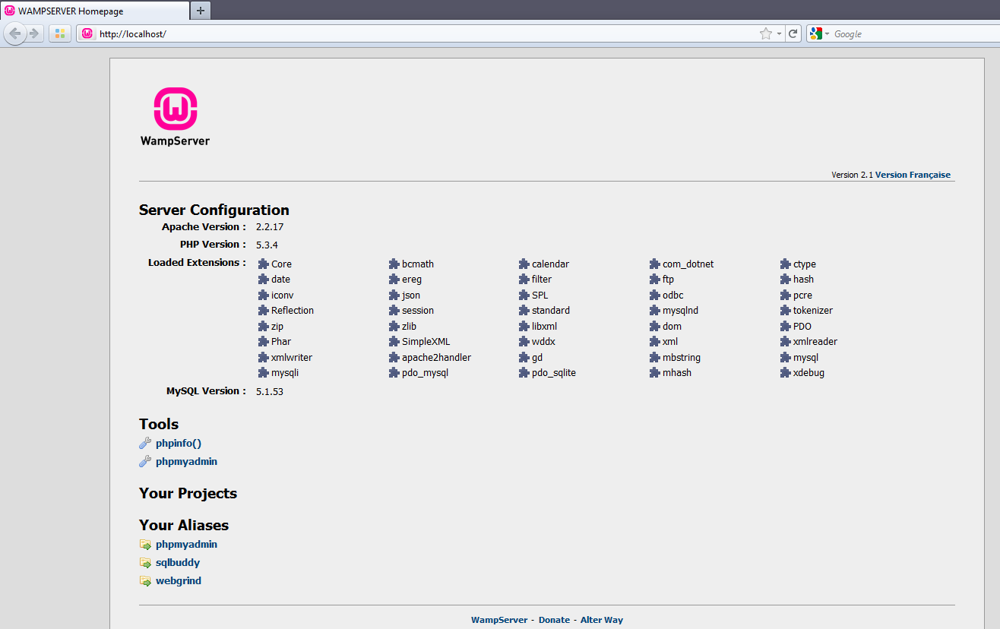 WAMPSERVER Homepage
http://localhost/
Google
WampServer
Version 2.1 Version Française
Server Configuration
Apache Version : 2.2.17
PHP Version : 5.3.4
Loaded Extensions : Core bcmath calendar com_dotnet ctype
date ereg filter ftp hash
iconv json SPL odbc pcre
Reflection session standard mysqlnd tokenizer
zip zlib libxml dom PDO
Phar SimpleXML wddx xml xmlreader
xmlwriter apache2handler gd mbstring mysql
mysqli pdo_mysql pdo_sqlite mhash xdebug
MySQL Version : 5.1.53
Tools
phpinfo()
phpmyadmin
Your Projects
Your Aliases
phpmyadmin
sqlbuddy
webgrind
WampServer - Donate - Alter Way